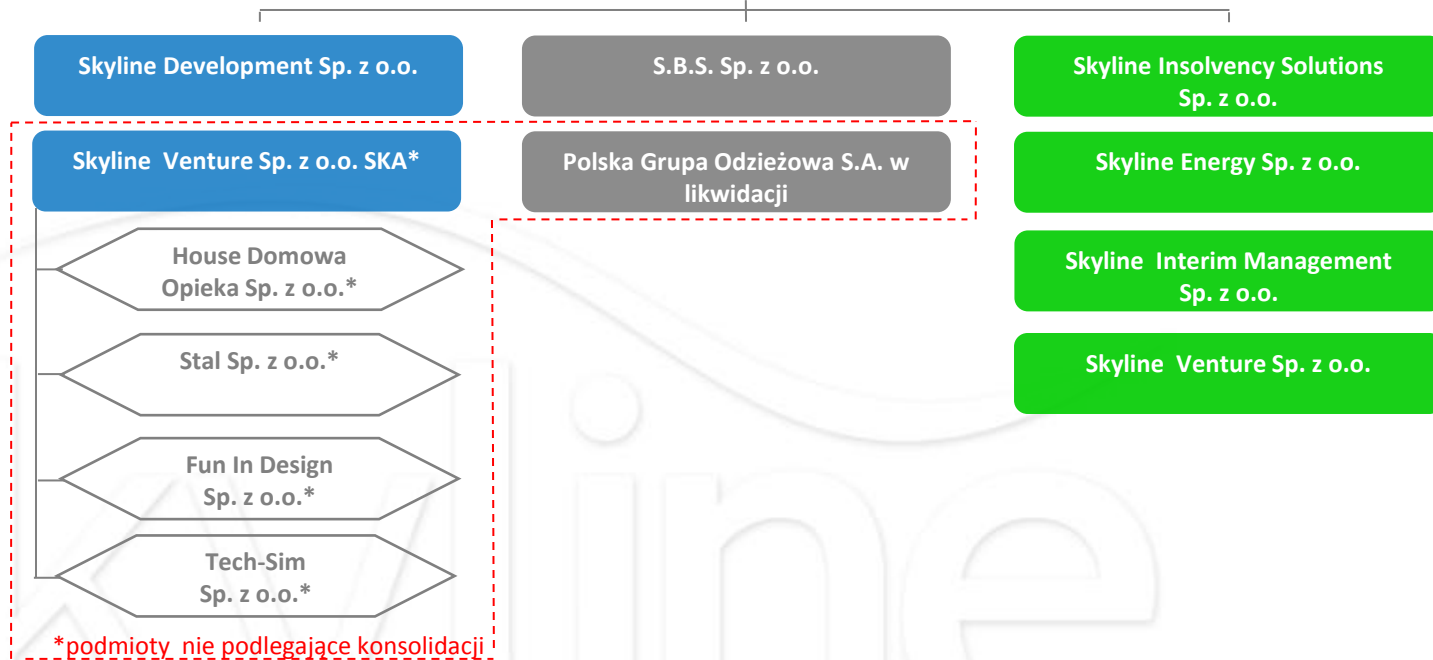 Skyline Development Sp. z o.o.
S.B.S. Sp. z o.o.
Skyline Insolvency Solutions
Sp. z o.o.
Skyline Venture Sp. z o.o. SKA*
Polska Grupa Odzieżowa S.A. w
likwidacji
Skyline Energy Sp. z o.o.
House Domowa
Opieka Sp. z o.o.*
Skyline Interim Management
Sp. z o.o.
Stal Sp. z o.o.*
Skyline Venture Sp. z o.o.
Fun In Design
Sp. z o.o.*
Tech-Sim
Sp. z o.o.*
*podmioty nie podlegające konsolidacji